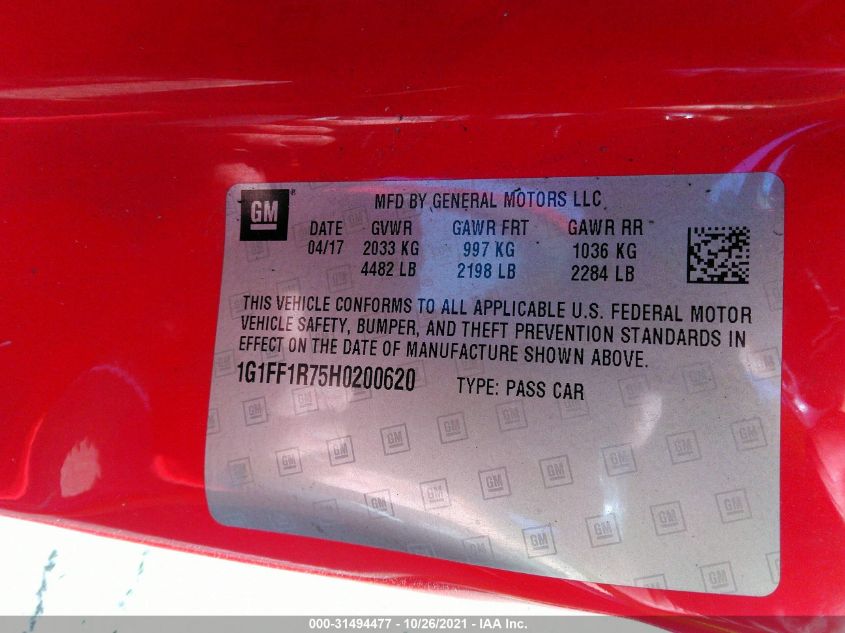 GM ®
MFD BY GENERAL MOTORS LLC
DATE GVWR GAWR FRT GAWR RR
04/17 2033 KG 997 KG 1036 KG
4482 LB 2198 LB 2284 LB
THIS VEHICLE CONFORMS TO ALL APPLICABLE U.S. FEDERAL MOTOR
VEHICLE SAFETY, BUMPER, AND THEFT PREVENTION STANDARDS IN
EFFECT ON THE DATE OF MANUFACTURE SHOWN ABOVE.
1G1FF1R75H0200620 TYPE: PASS CAR
000-31494477 - 10/26/2021 - IAA Inc.